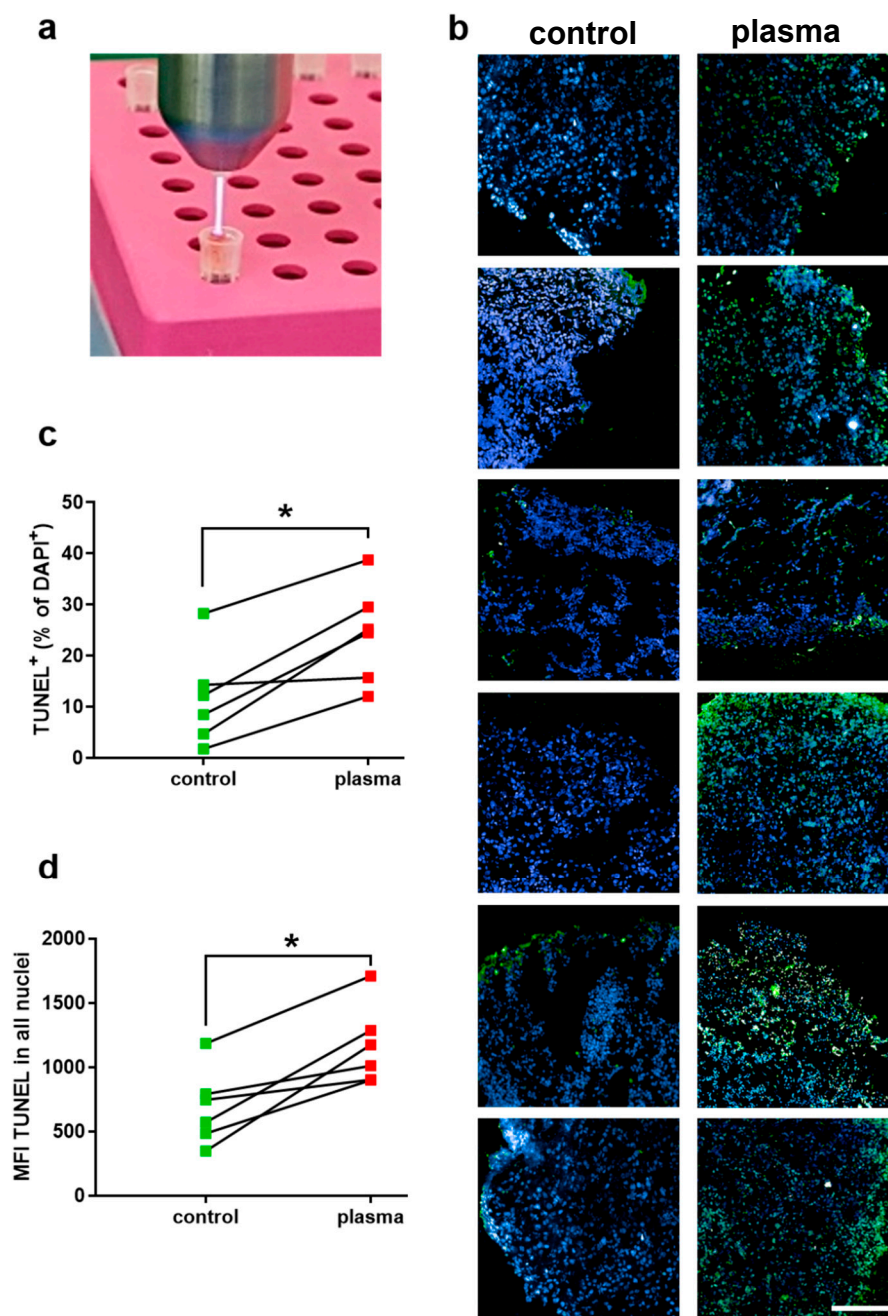 a
b
control
plasma
c
*
50
40
30
20
10
0
TUNEL⁺ (% of DAPI⁺)
control
plasma
d
*
2000
1500
1000
500
0
MFI TUNEL in all nuclei
control
plasma